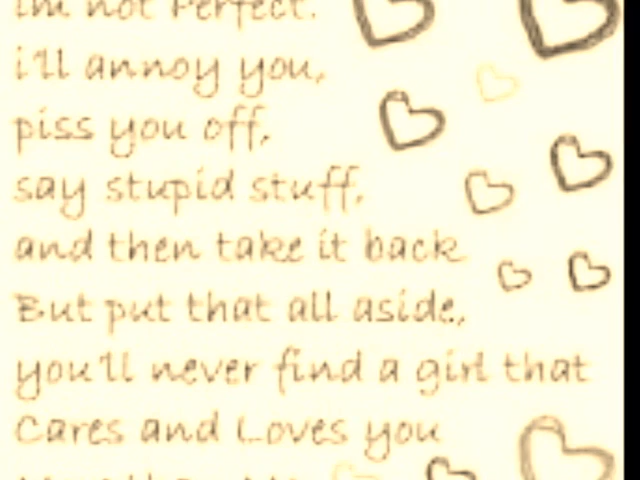 im not Perfect.
i'll annoy you,
piss you off,
say stupid stuff,
and then take it back
But put that all aside,
you'll never find a girl that
Cares and Loves you